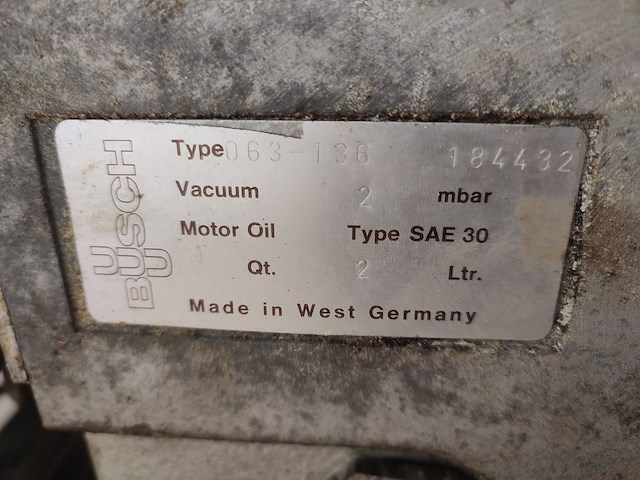 BUSCH
Type 063-136 184432
Vacuum 2 mbar
Motor Oil Type SAE 30
Qt. 2 Ltr.
Made in West Germany